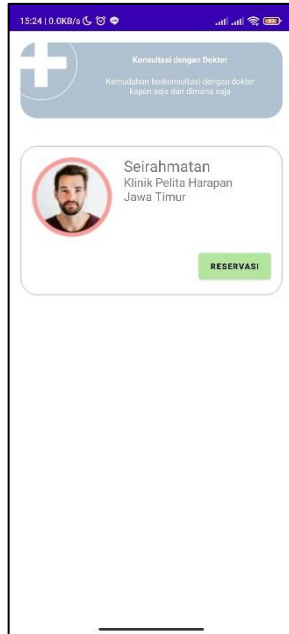 15:24 | 0.0KB/s
Konsultasi dengan Dokter
Kemudahan berkonsultasi dengan dokter
kapan saja dan dimana saja
Seirahmatan
Klinik Pelita Harapan
Jawa Timur
RESERVASI